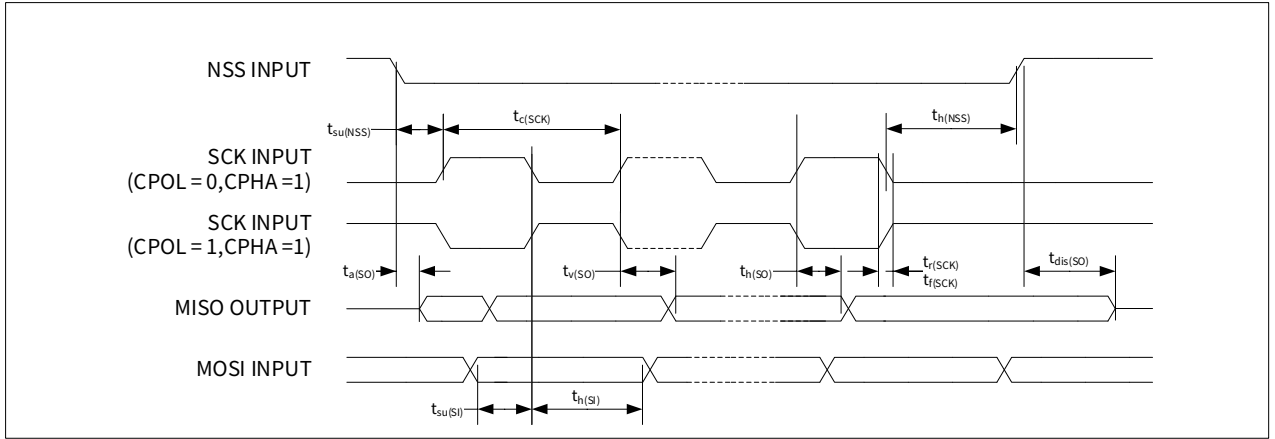 NSS INPUT
tsu(NSS)
tc(SCK)
th(NSS)
SCK INPUT
(CPOL = 0,CPHA =1)
SCK INPUT
(CPOL = 1,CPHA =1)
ta(SO)
tv(SO)
th(SO)
tr(SCK)
tf(SCK)
tdis(SO)
MISO OUTPUT
MOSI INPUT
tsu(SI)
th(SI)